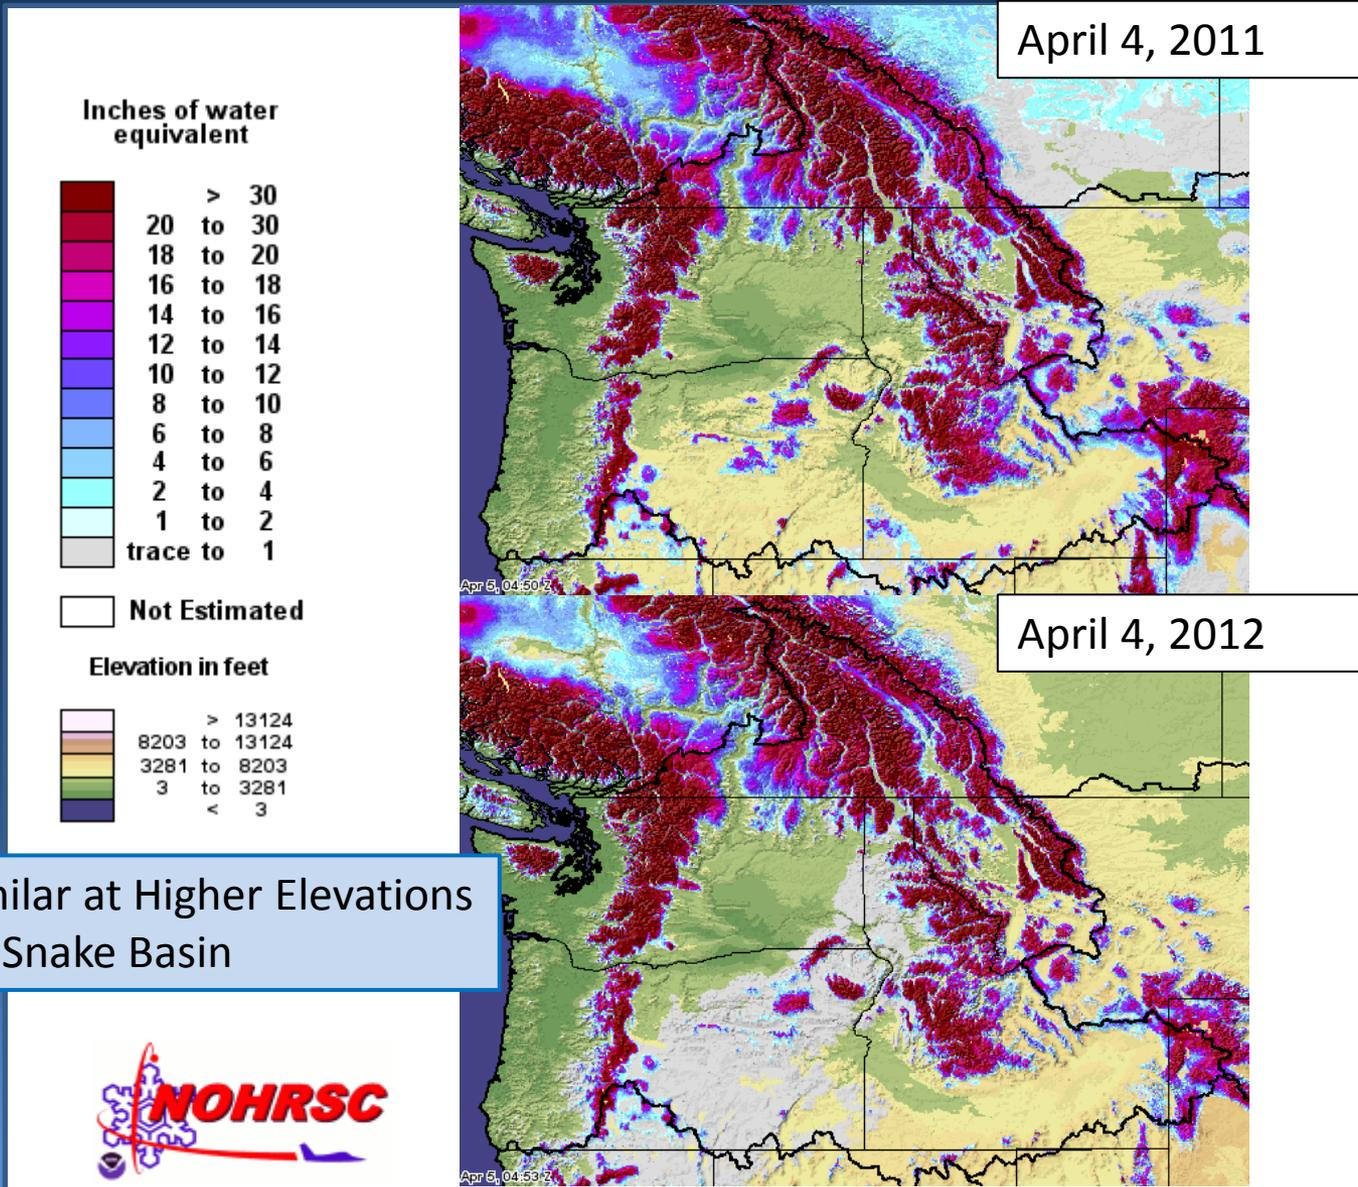 April 4, 2011
Inches of water
equivalent
> 30
20 to 30
18 to 20
16 to 18
14 to 16
12 to 14
10 to 12
8 to 10
6 to 8
4 to 6
2 to 4
1 to 2
trace to 1
Not Estimated
Elevation in feet
> 13124
8203 to 13124
3281 to 8203
3 to 3281
< 3
Apr 5, 04:50 Z
April 4, 2012
at Higher Elevations
Snake Basin
NOHRSC
Apr 5, 04:53 Z